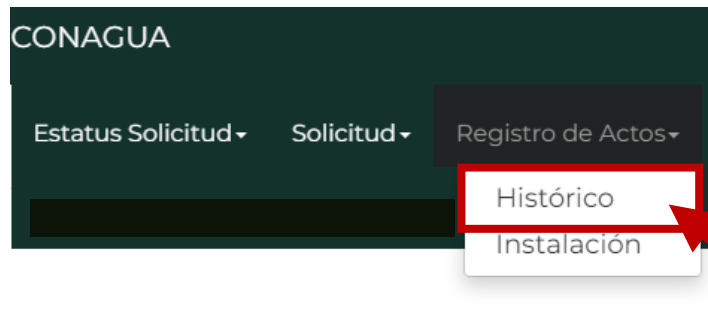 CONAGUA
Estatus Solicitud Solicitud Registro de Actos
Histórico
Instalación